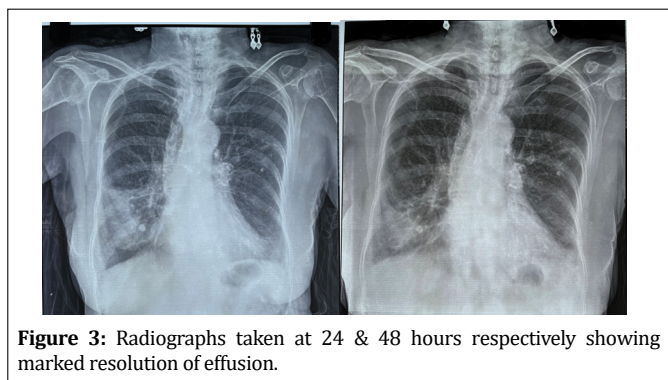 Figure 3: Radiographs taken at 24 & 48 hours respectively showing
marked resolution of effusion.